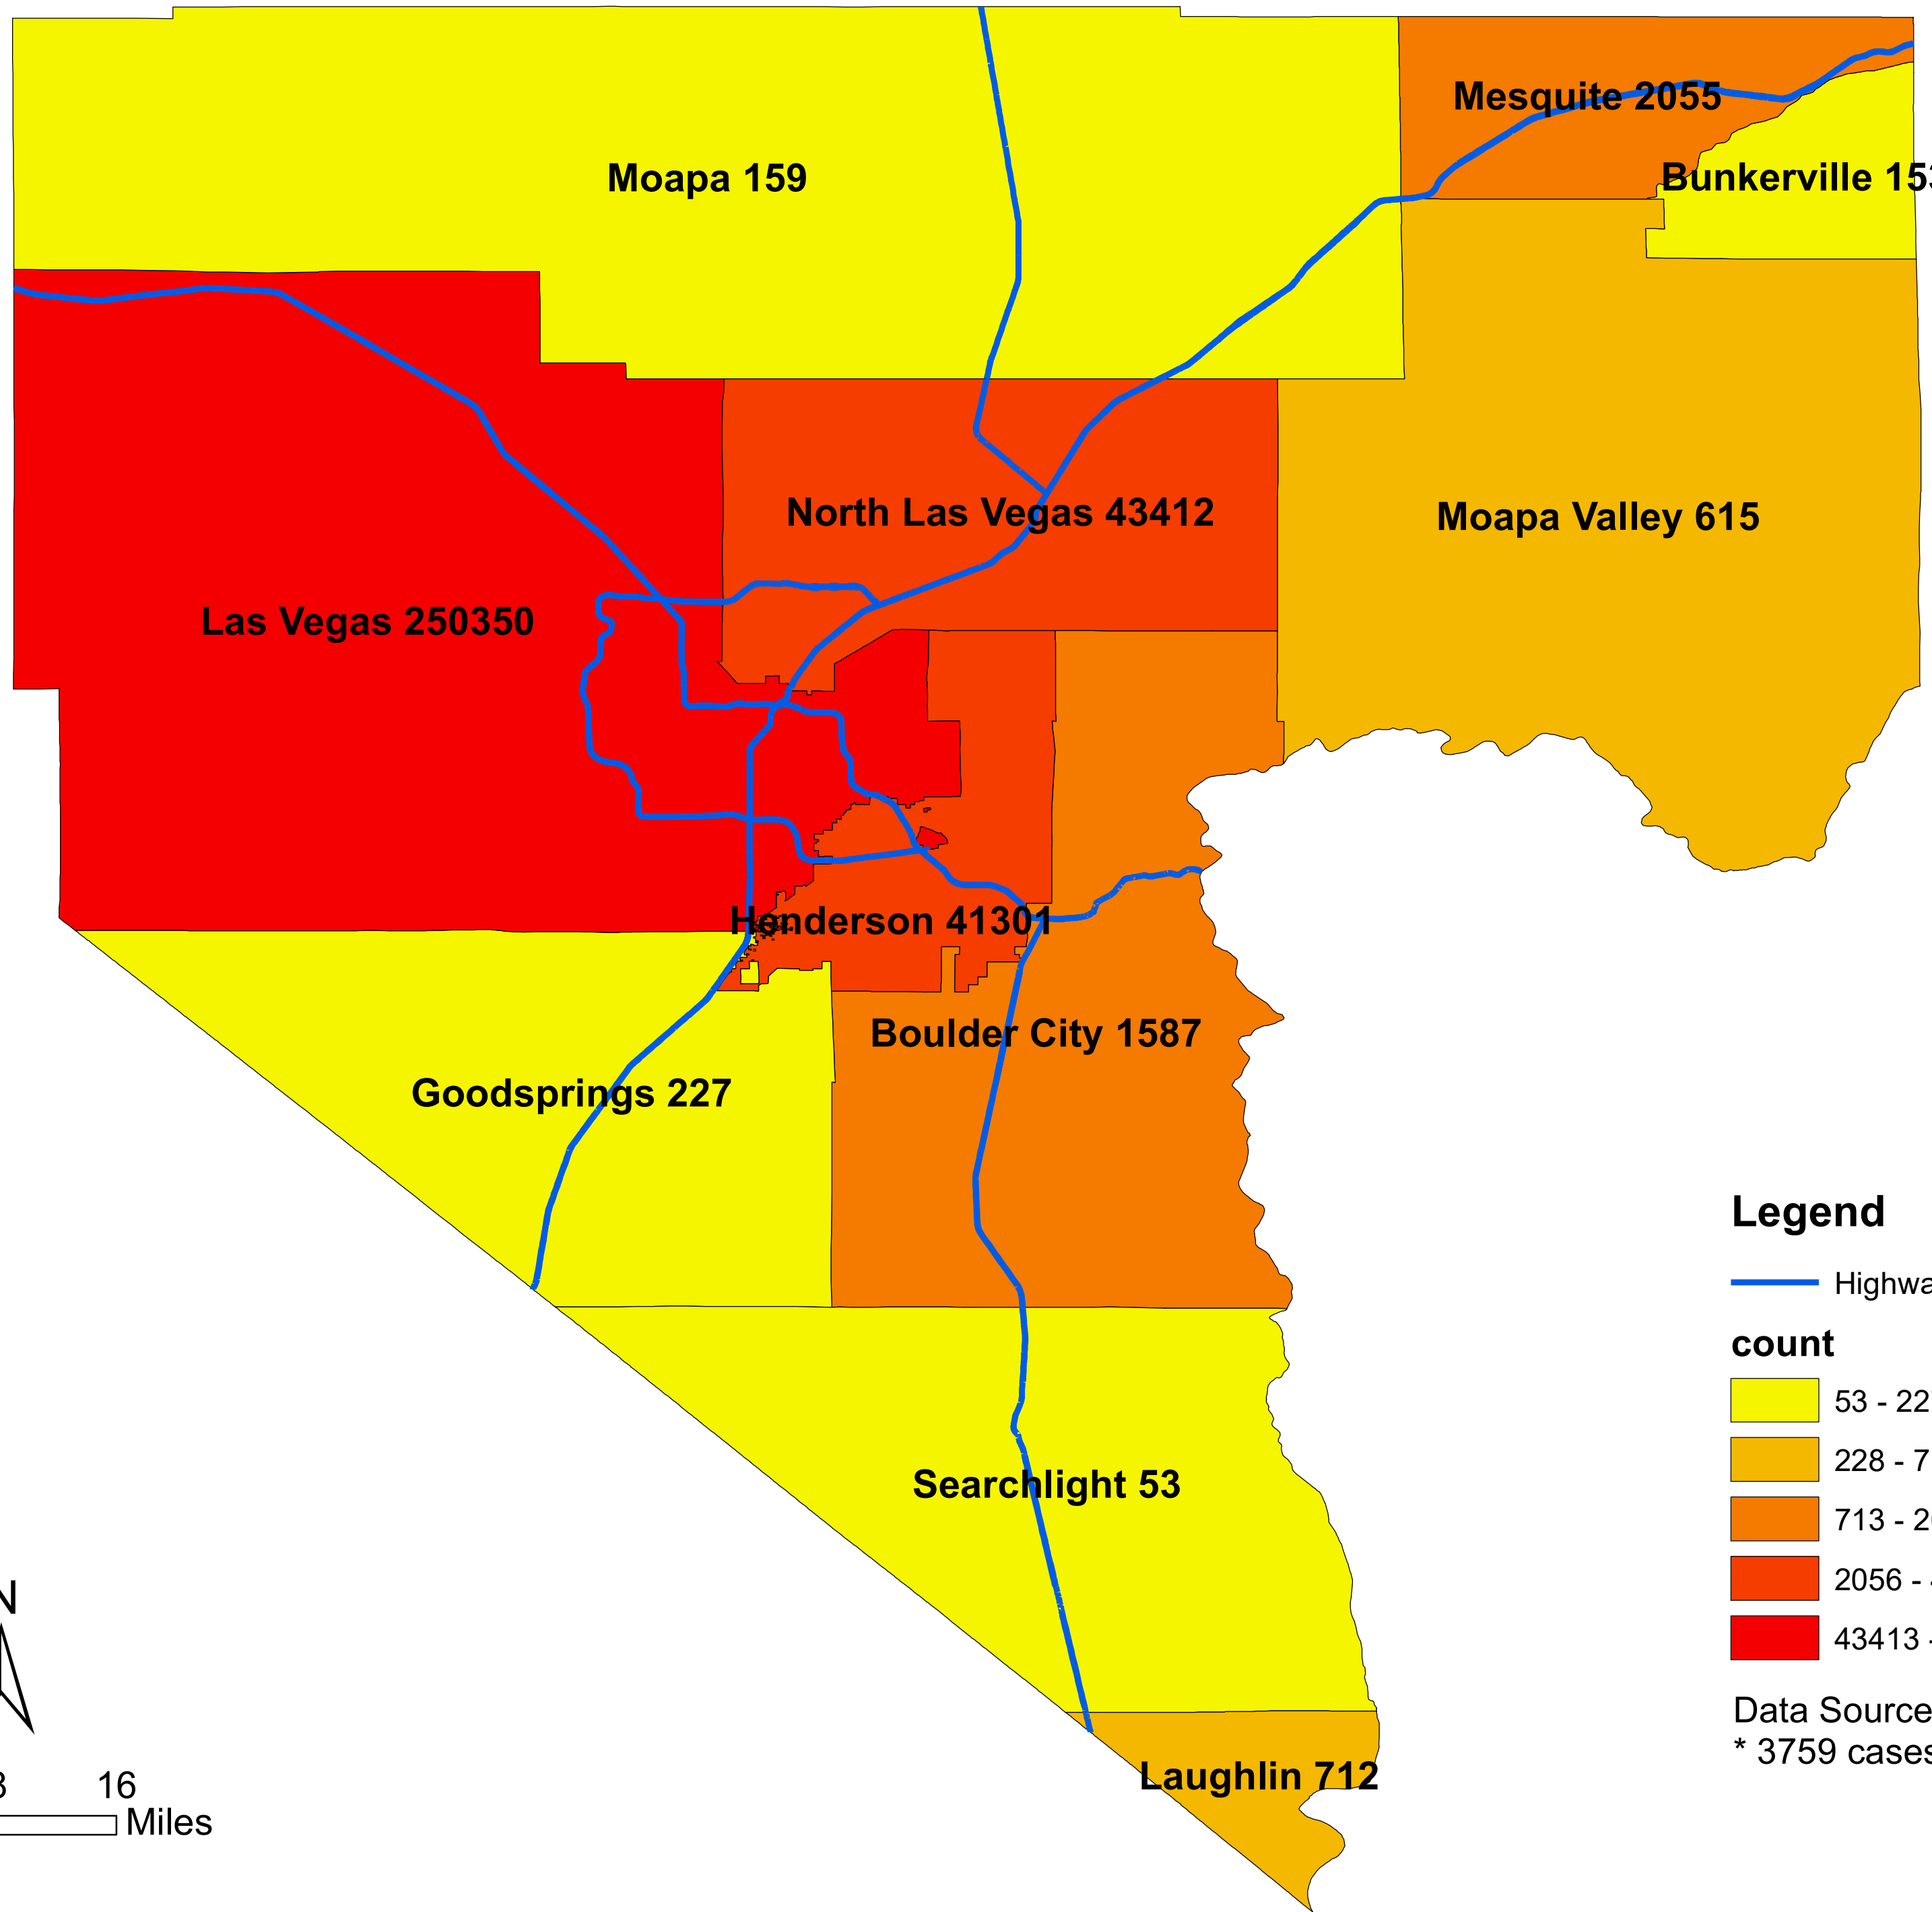 Mesquite 2055
Moapa 159
Bunkerville 153
North Las Vegas 43412
Moapa Valley 615
Las Vegas 250350
Henderson 41301
Boulder City 1587
Goodsprings 227
Searchlight 53
Laughlin 712
Legend
Highwa
count
53 - 22
228 - 7
713 - 2
2056 -
43413 -
Data Source
* 3759 cases
N
16
Miles